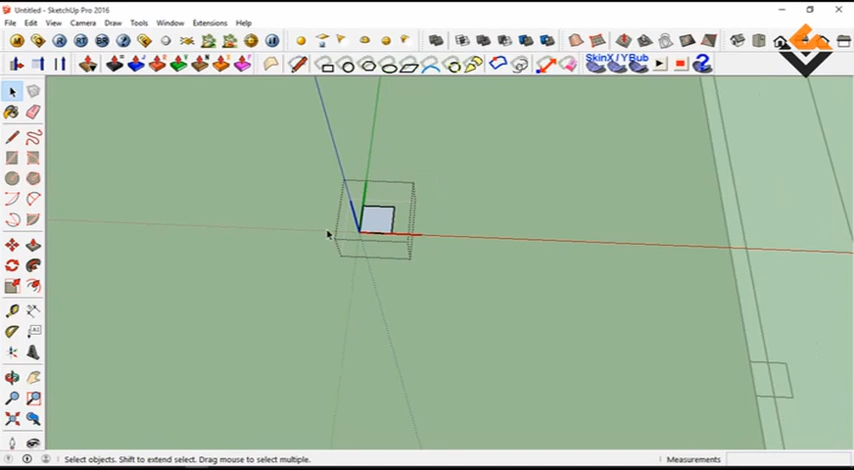 Untitled - SketchUp Pro 2016
File Edit View Camera Draw Tools Window Extensions Help
SkinX / YBub
Select objects. Shift to extend select. Drag mouse to select multiple.
Measurements